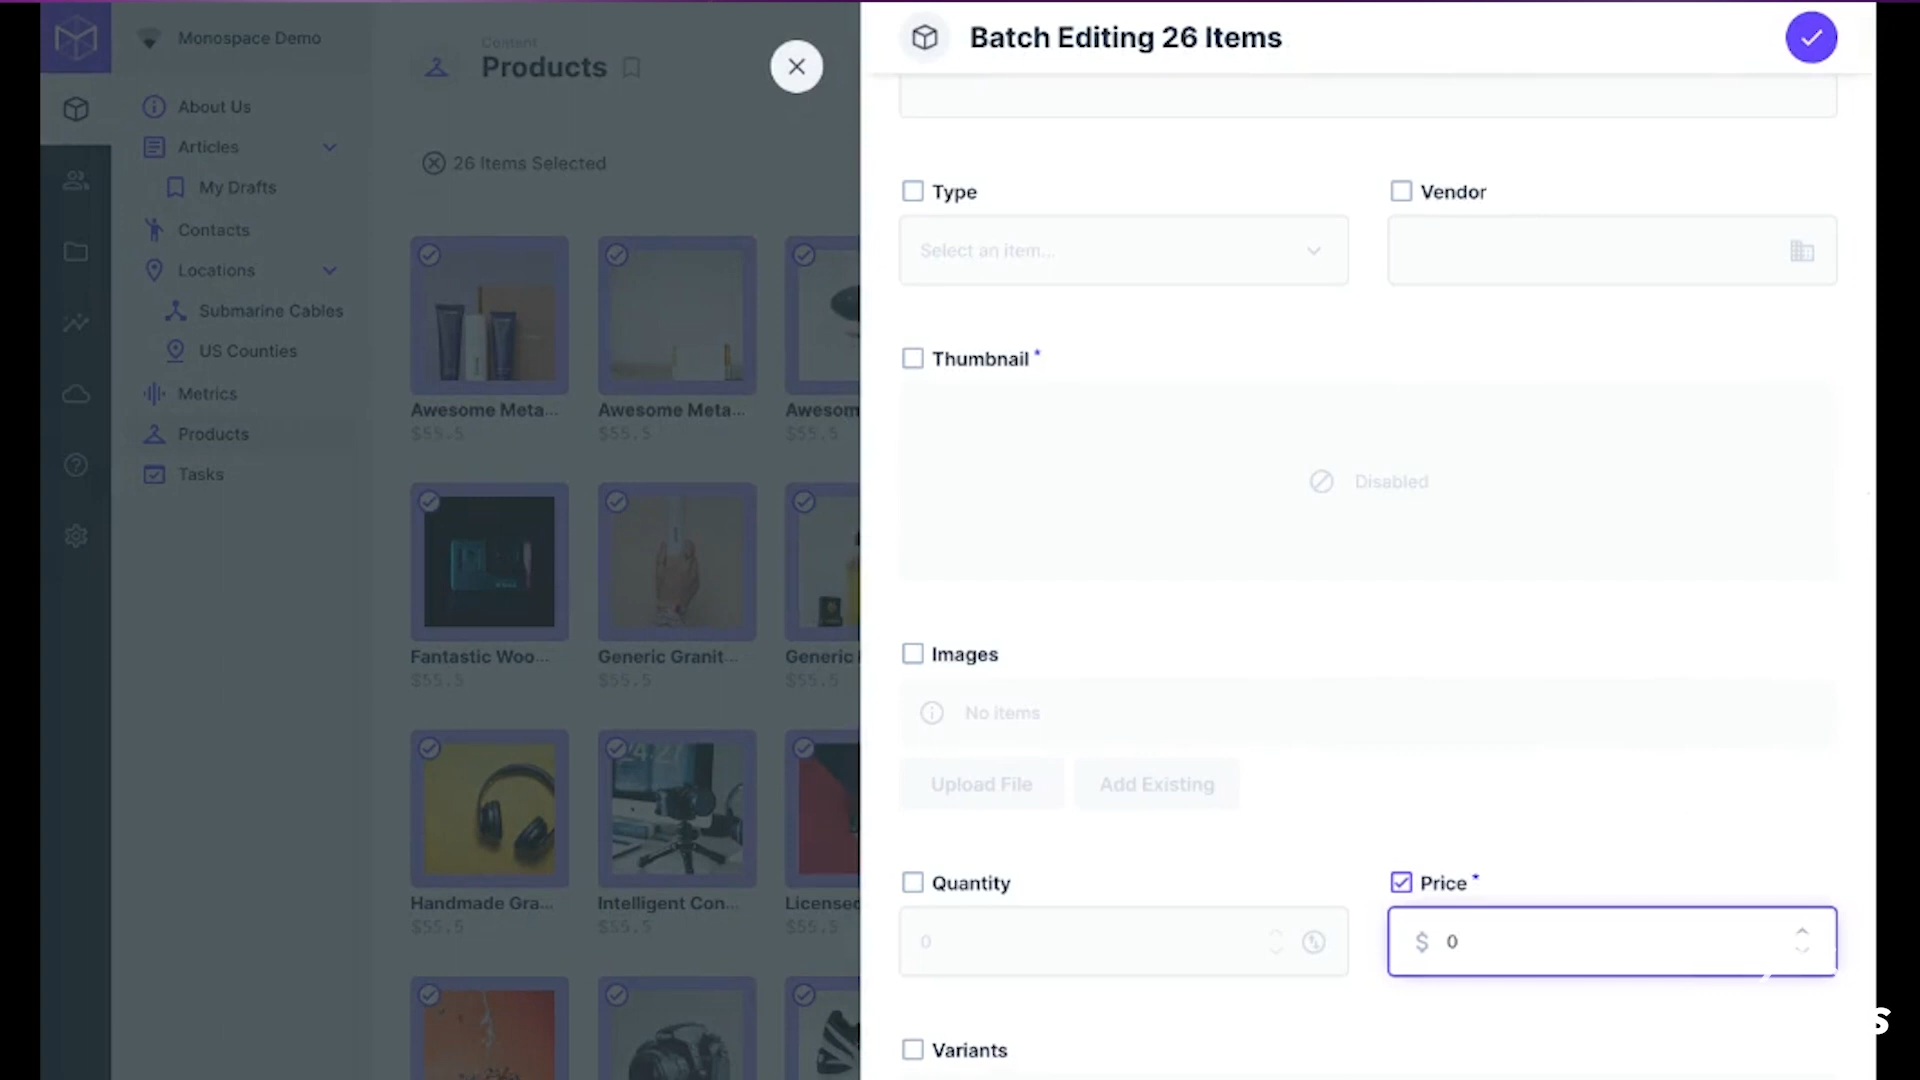 Monospace Demo
About Us
Articles
My Drafts
Contacts
Locations
Submarine Cables
US Counties
Metrics
Products
Tasks
Content
Products
26 Items Selected
Awesome Meta...
$55.5
Awesome Meta...
$55.5
Awesom
$55.5
Fantastic Woo...
$55.5
Generic Granit...
$55.5
Generic
$55.5
Handmade Gra...
$55.5
Intelligent Con...
$55.5
Licensed
$55.5
Batch Editing 26 Items
Type
Select an item...
Vendor
Thumbnail *
Disabled
Images
No items
Upload File
Add Existing
Quantity
0
Price *
$ 0
Variants
s